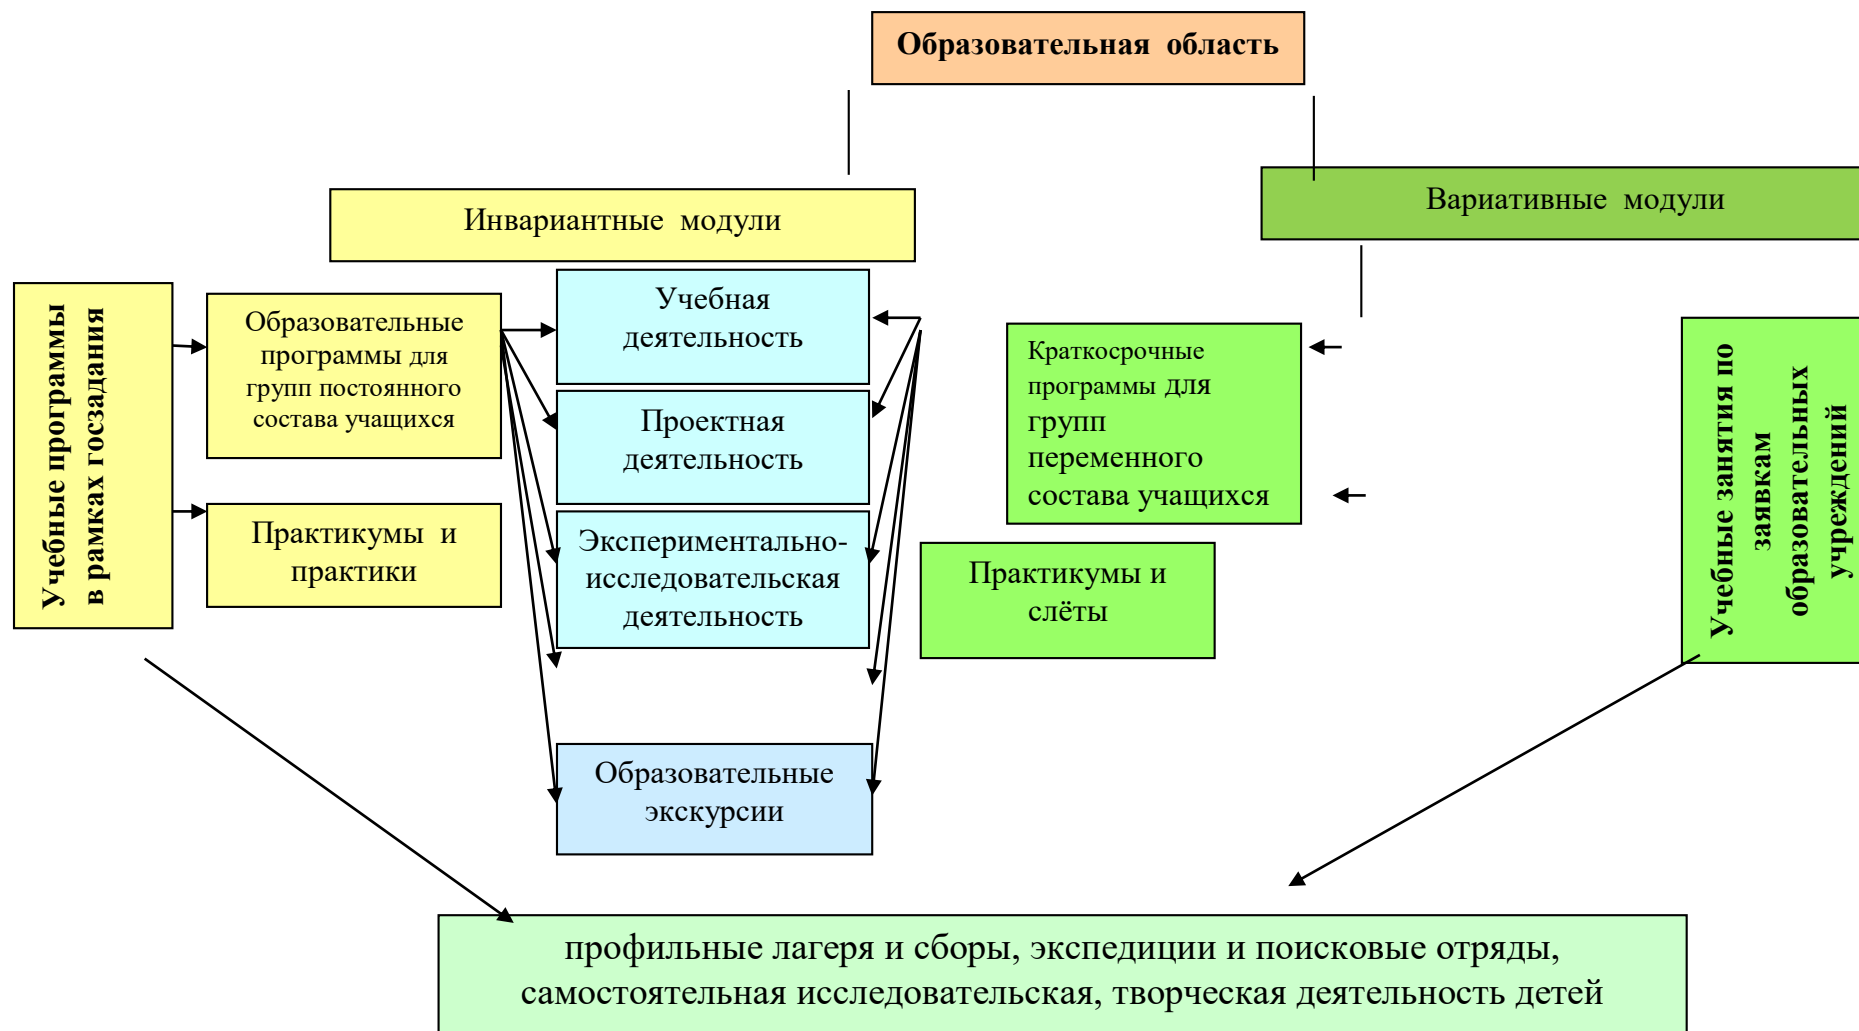 Образовательная область
Инвариантные модули
Вариативные модули
Учебные программы
в рамках госзадания
Образовательные
программы для
групп постоянного
состава учащихся
Практикумы и
практики
Учебная
деятельность
Проектная
деятельность
Экспериментально-
исследовательская
деятельность
Образовательные
экскурсии
Краткосрочные
программы для
групп
переменного
состава учащихся
Практикумы и
слёты
Учебные занятия по
заявкам
образовательных
учреждений
профильные лагеря и сборы, экспедиции и поисковые отряды,
самостоятельная исследовательская, творческая деятельность детей